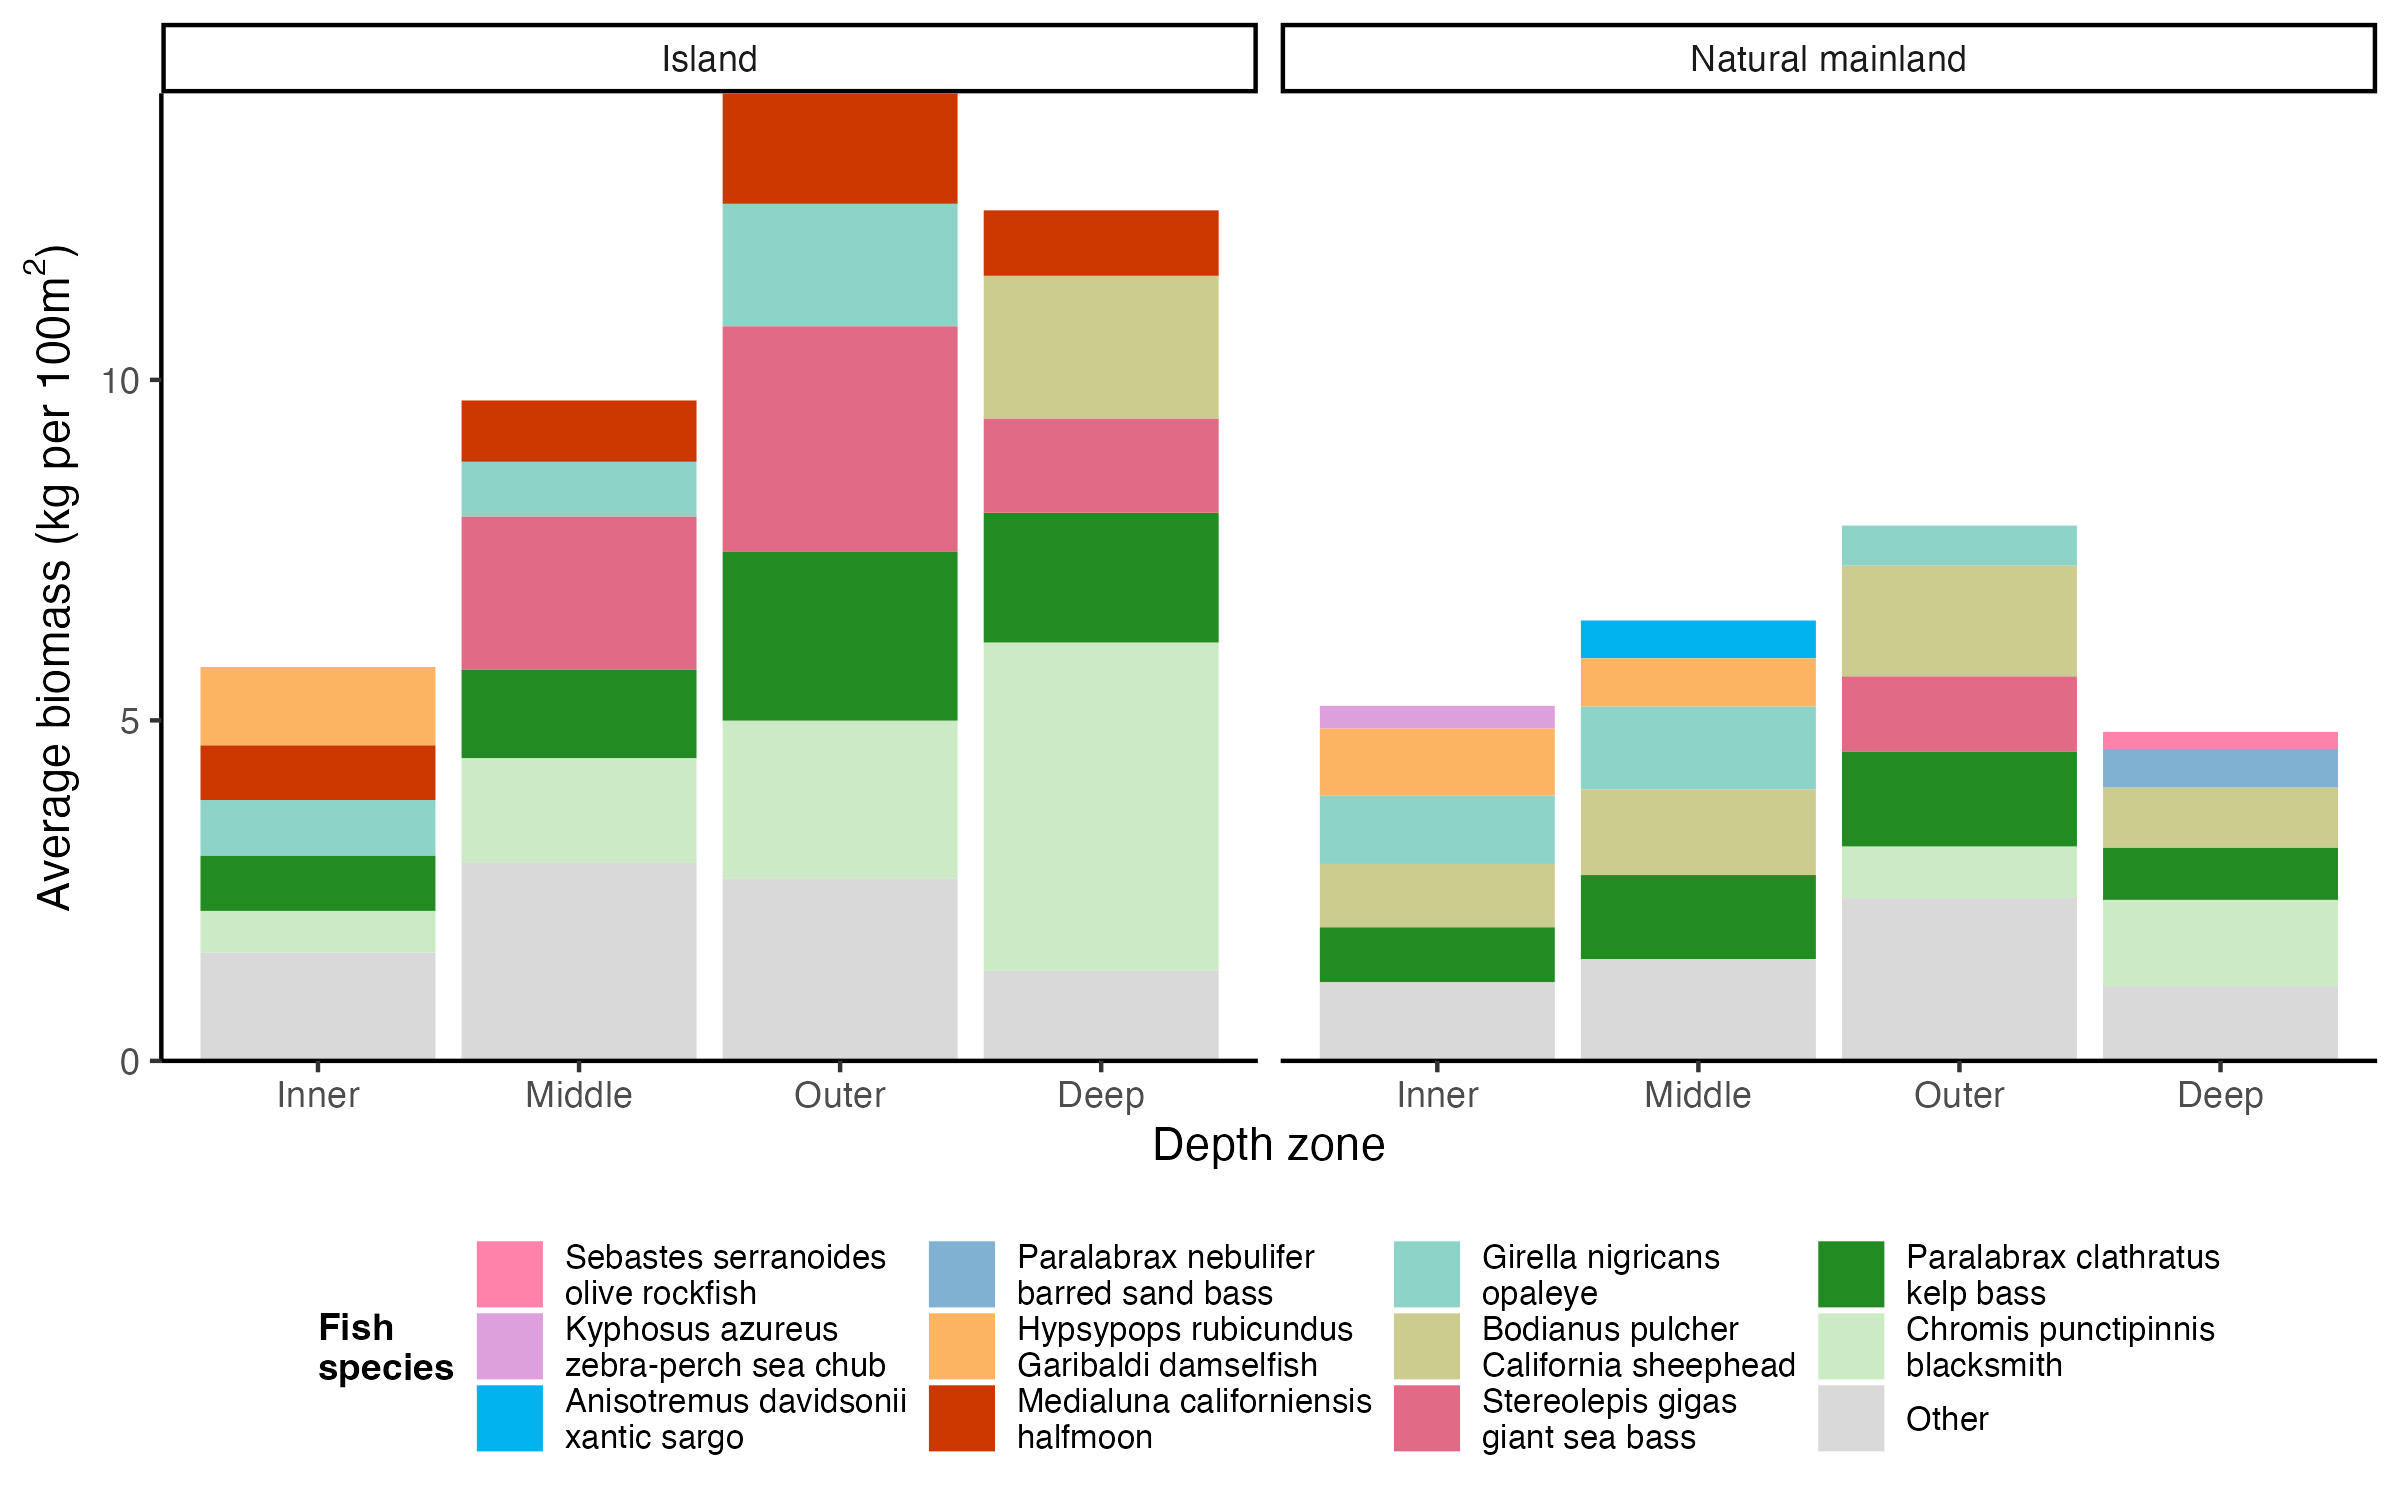 Island
Natural mainland
Average biomass (kg per 100m²)
10
5
0
Inner
Middle
Outer
Deep
Inner
Middle
Outer
Deep
Depth zone
Fish
species
Sebastes serranoides
olive rockfish
Kyphosus azureus
zebra-perch sea chub
Anisotremus davidsonii
xantic sargo
Paralabrax nebulifer
barred sand bass
Hypsypops rubicundus
Garibaldi damselfish
Medialuna californiensis
halfmoon
Girella nigricans
opaleye
Bodianus pulcher
California sheephead
Stereolepis gigas
giant sea bass
Paralabrax clathratus
kelp bass
Chromis punctipinnis
blacksmith
Other